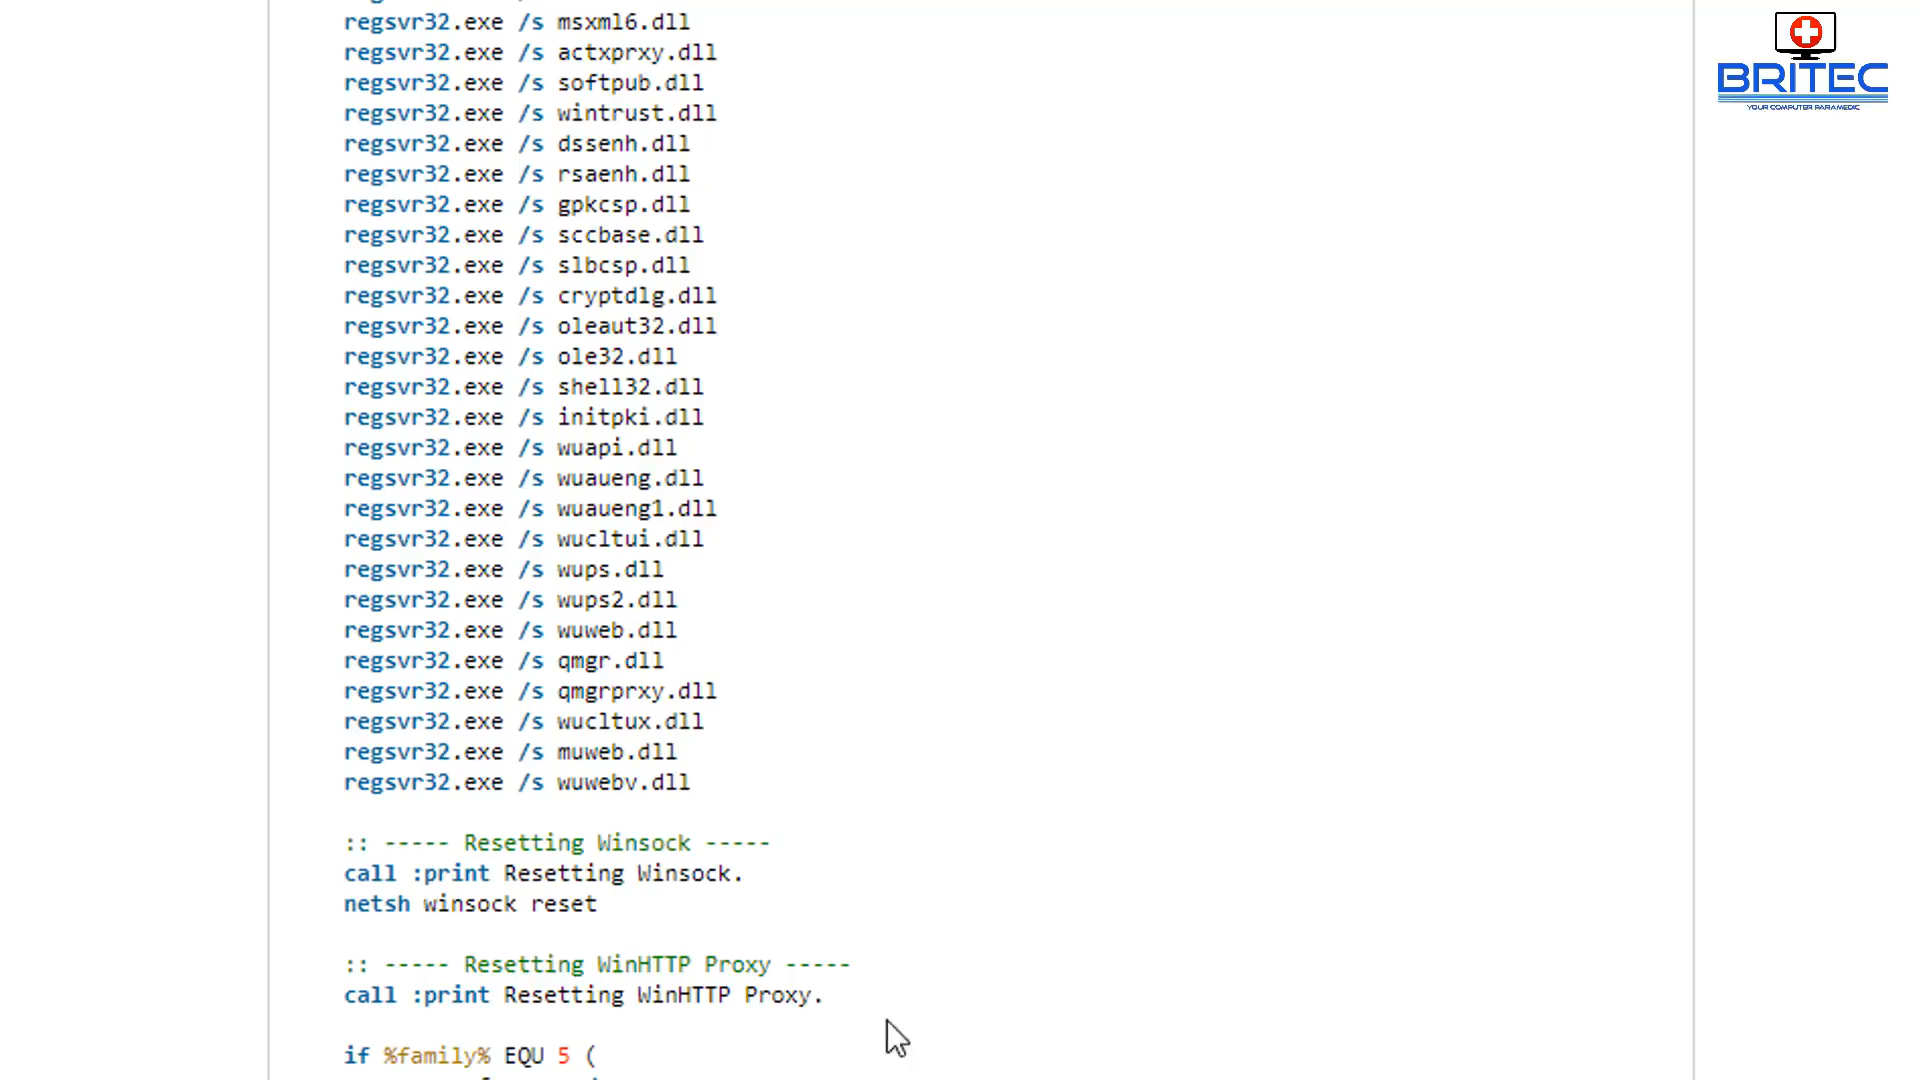 regsvr32.exe /s msxml6.dll
regsvr32.exe /s actxprxy.dll
regsvr32.exe /s softpub.dll
regsvr32.exe /s wintrust.dll
regsvr32.exe /s dssenh.dll
regsvr32.exe /s rsaenh.dll
regsvr32.exe /s gpkcsp.dll
regsvr32.exe /s sccbase.dll
regsvr32.exe /s slbcsp.dll
regsvr32.exe /s cryptdlg.dll
regsvr32.exe /s oleaut32.dll
regsvr32.exe /s ole32.dll
regsvr32.exe /s shell32.dll
regsvr32.exe /s initpki.dll
regsvr32.exe /s wuapi.dll
regsvr32.exe /s wuaueng.dll
regsvr32.exe /s wuaueng1.dll
regsvr32.exe /s wucltui.dll
regsvr32.exe /s wups.dll
regsvr32.exe /s wups2.dll
regsvr32.exe /s wuweb.dll
regsvr32.exe /s qmgr.dll
regsvr32.exe /s qmgrprxy.dll
regsvr32.exe /s wucltux.dll
regsvr32.exe /s muweb.dll
regsvr32.exe /s wuwebv.dll
:: ----- Resetting Winsock -----
call :print Resetting Winsock.
netsh winsock reset
:: ----- Resetting WinHTTP Proxy -----
call :print Resetting WinHTTP Proxy.
if %family% EQU 5 (
BRITEC
YOUR COMPUTER PARAMEDIC